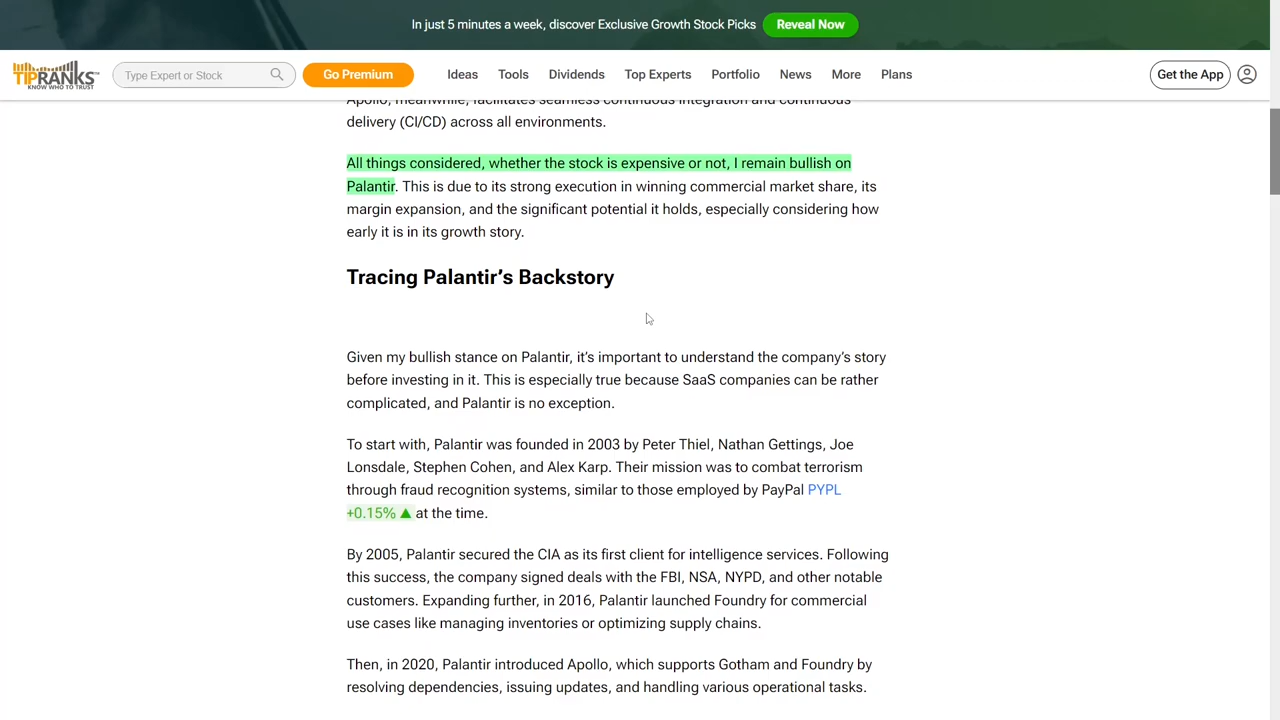 In just 5 minutes a week, discover Exclusive Growth Stock Picks Reveal Now
TIPRANKS™
KNOW WHO TO TRUST
Type Expert or Stock
Go Premium
Ideas Tools Dividends Top Experts Portfolio News More Plans
Get the App
Apollo, meanwhile, facilitates seamless continuous integration and continuous
delivery (CI/CD) across all environments.
All things considered, whether the stock is expensive or not, I remain bullish on
Palantir. This is due to its strong execution in winning commercial market share, its
margin expansion, and the significant potential it holds, especially considering how
early it is in its growth story.
Tracing Palantir’s Backstory
Given my bullish stance on Palantir, it’s important to understand the company’s story
before investing in it. This is especially true because SaaS companies can be rather
complicated, and Palantir is no exception.
To start with, Palantir was founded in 2003 by Peter Thiel, Nathan Gettings, Joe
Lonsdale, Stephen Cohen, and Alex Karp. Their mission was to combat terrorism
through fraud recognition systems, similar to those employed by PayPal PYPL
+0.15% ▲ at the time.
By 2005, Palantir secured the CIA as its first client for intelligence services. Following
this success, the company signed deals with the FBI, NSA, NYPD, and other notable
customers. Expanding further, in 2016, Palantir launched Foundry for commercial
use cases like managing inventories or optimizing supply chains.
Then, in 2020, Palantir introduced Apollo, which supports Gotham and Foundry by
resolving dependencies, issuing updates, and handling various operational tasks.